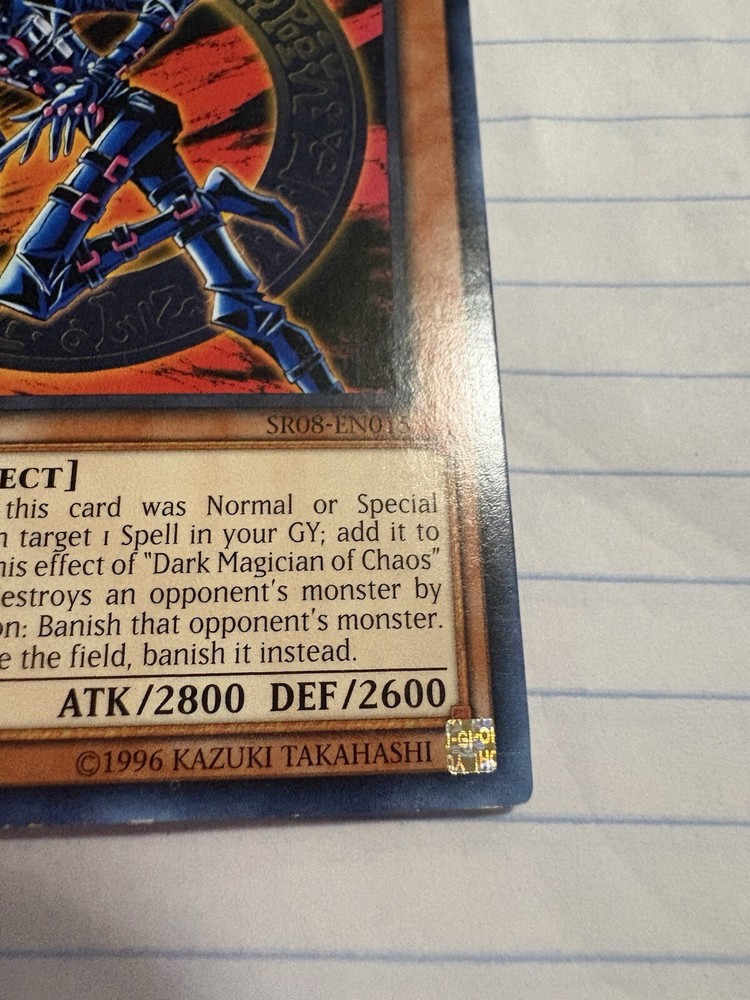 SR08-EN015
ECT]
this card was Normal or Special
target 1 Spell in your GY; add it to
his effect of "Dark Magician of Chaos"
estroys an opponent's monster by
on: Banish that opponent's monster.
e the field, banish it instead.
ATK/2800 DEF/2600
©1996 KAZUKI TAKAHASHI